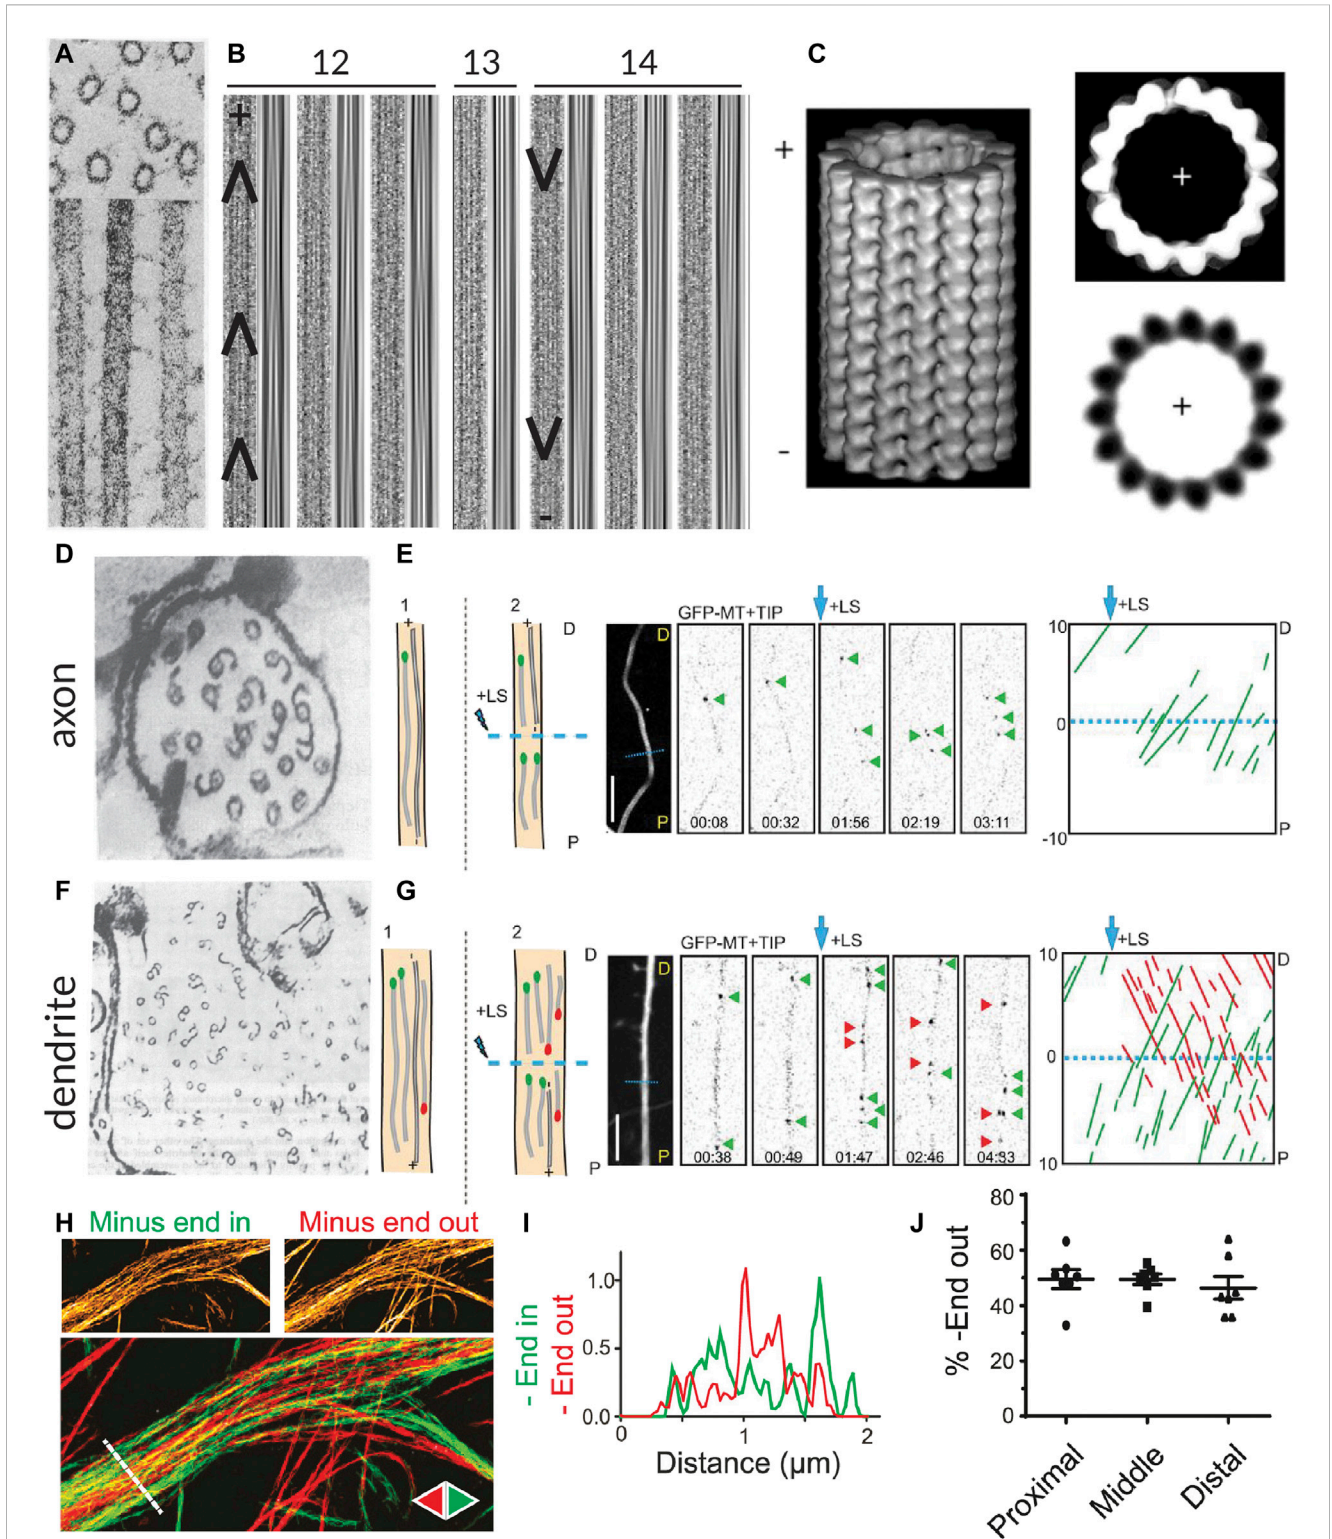 A
B
12
13
14
+
-
C
+
-
+
+
D
axon
E
1
+
-
2
+
-
D
P
+LS
D
P
GFP-MT+TIP
+LS
00:08
00:32
01:56
02:19
03:11
+LS
10
0
-10
D
P
F
dendrite
G
1
-
+
2
-
+
D
P
+LS
D
P
GFP-MT+TIP
+LS
00:38
00:49
01:47
02:46
04:33
+LS
10
0
10
D
P
H
Minus end in
Minus end out
I
- End in
- End out
1.0
0.5
0.0
0
1
2
Distance (µm)
J
% -End out
80
60
40
20
0
Proximal
Middle
Distal